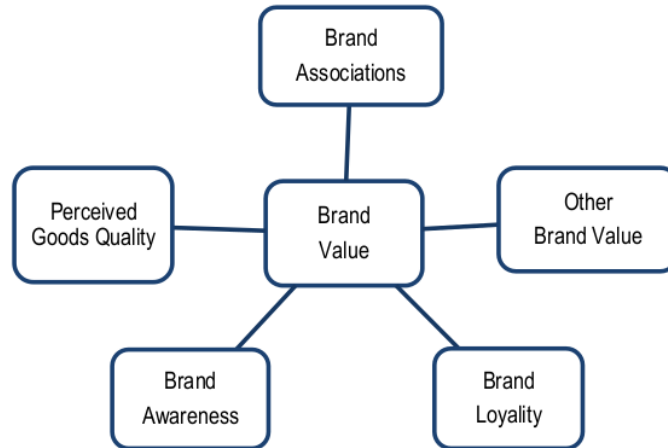 Brand
Associations
Perceived
Goods Quality
Brand
Value
Other
Brand Value
Brand
Awareness
Brand
Loyality